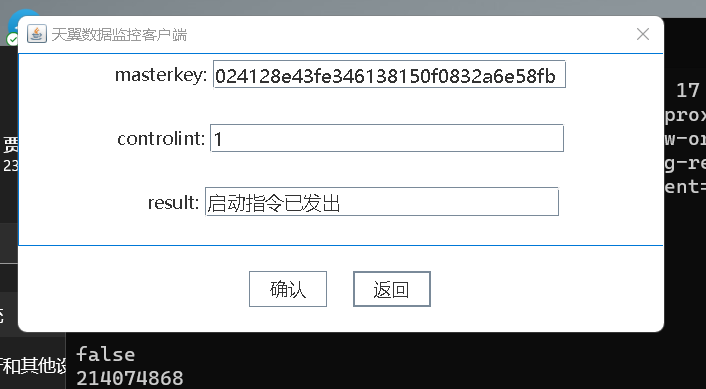 天翼数据监控客户端
masterkey: 024128e43fe346138150f0832a6e58fb
17
prox
controlint: 1
w-or
贾
23
g-re
ent=
result: 启动指令已发出
确认 返回
和其他设
false
214074868